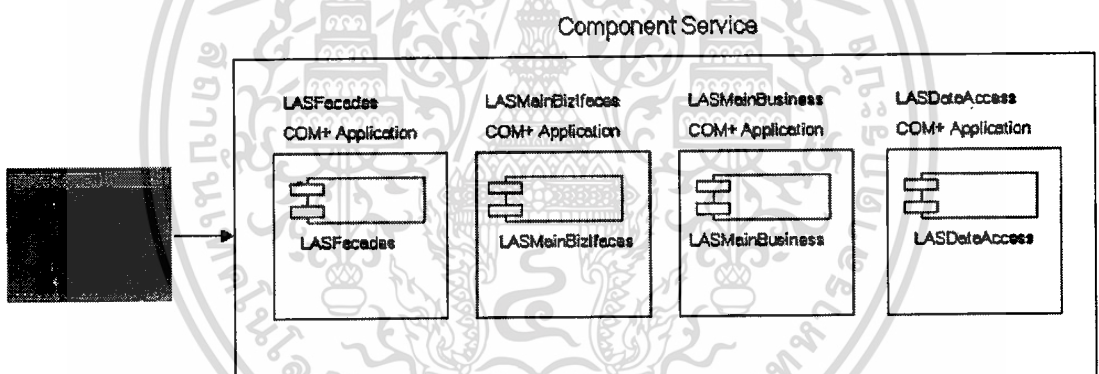 Component Service
LASFacades
COM+ Application
LASFacades
LASMainBizIfaces
COM+ Application
LASMainBizIfaces
LASMainBusiness
COM+ Application
LASMainBusiness
LASDataAccess
COM+ Application
LASDataAccess